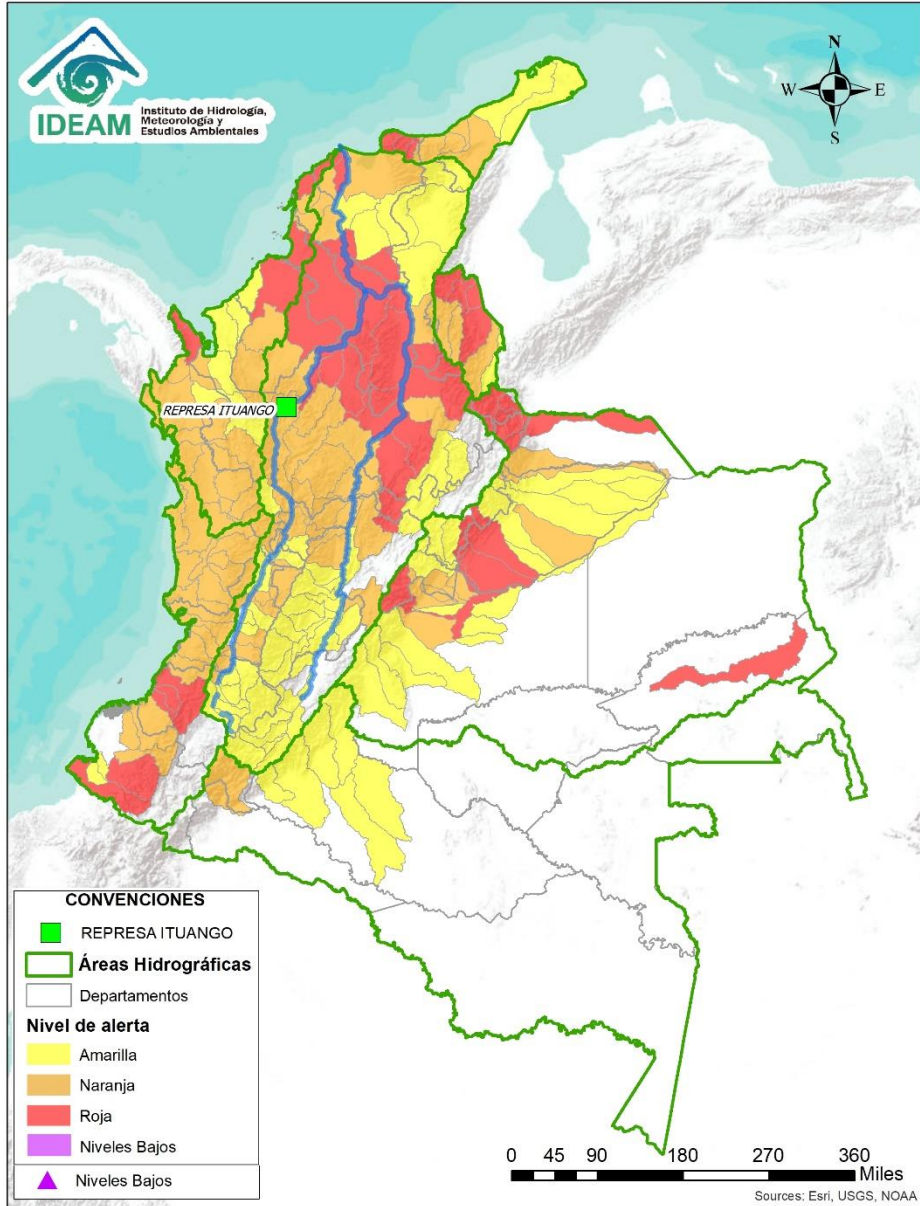 IDEAM
Instituto de Hidrología,
Meteorología y
Estudios Ambientales
N
W
E
S
REPRESA ITUANGO
CONVENCIONES
REPRESA ITUANGO
Áreas Hidrográficas
Departamentos
Nivel de alerta
Amarilla
Naranja
Roja
Niveles Bajos
Niveles Bajos
0 45 90 180 270 360
Miles
Sources: Esri, USGS, NOAA